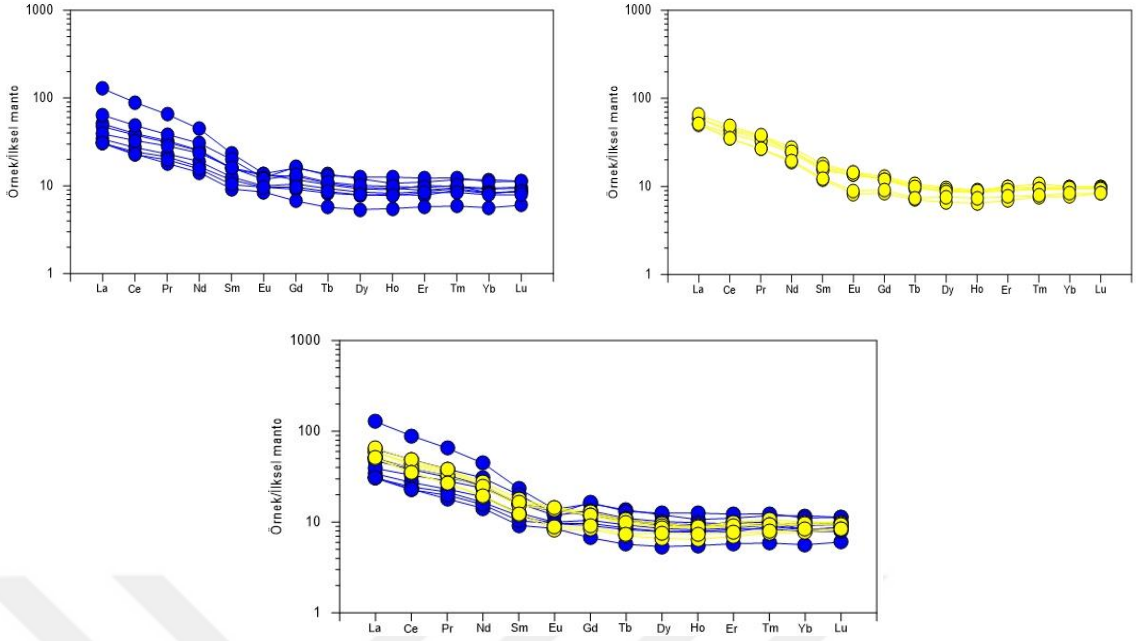 1000
100
10
1
Örnek/İlksel manto
La Ce Pr Nd Sm Eu Gd Tb Dy Ho Er Tm Yb Lu
1000
100
10
1
Örnek/İlksel manto
La Ce Pr Nd Sm Eu Gd Tb Dy Ho Er Tm Yb Lu
1000
100
10
1
Örnek/İlksel manto
La Ce Pr Nd Sm Eu Gd Tb Dy Ho Er Tm Yb Lu